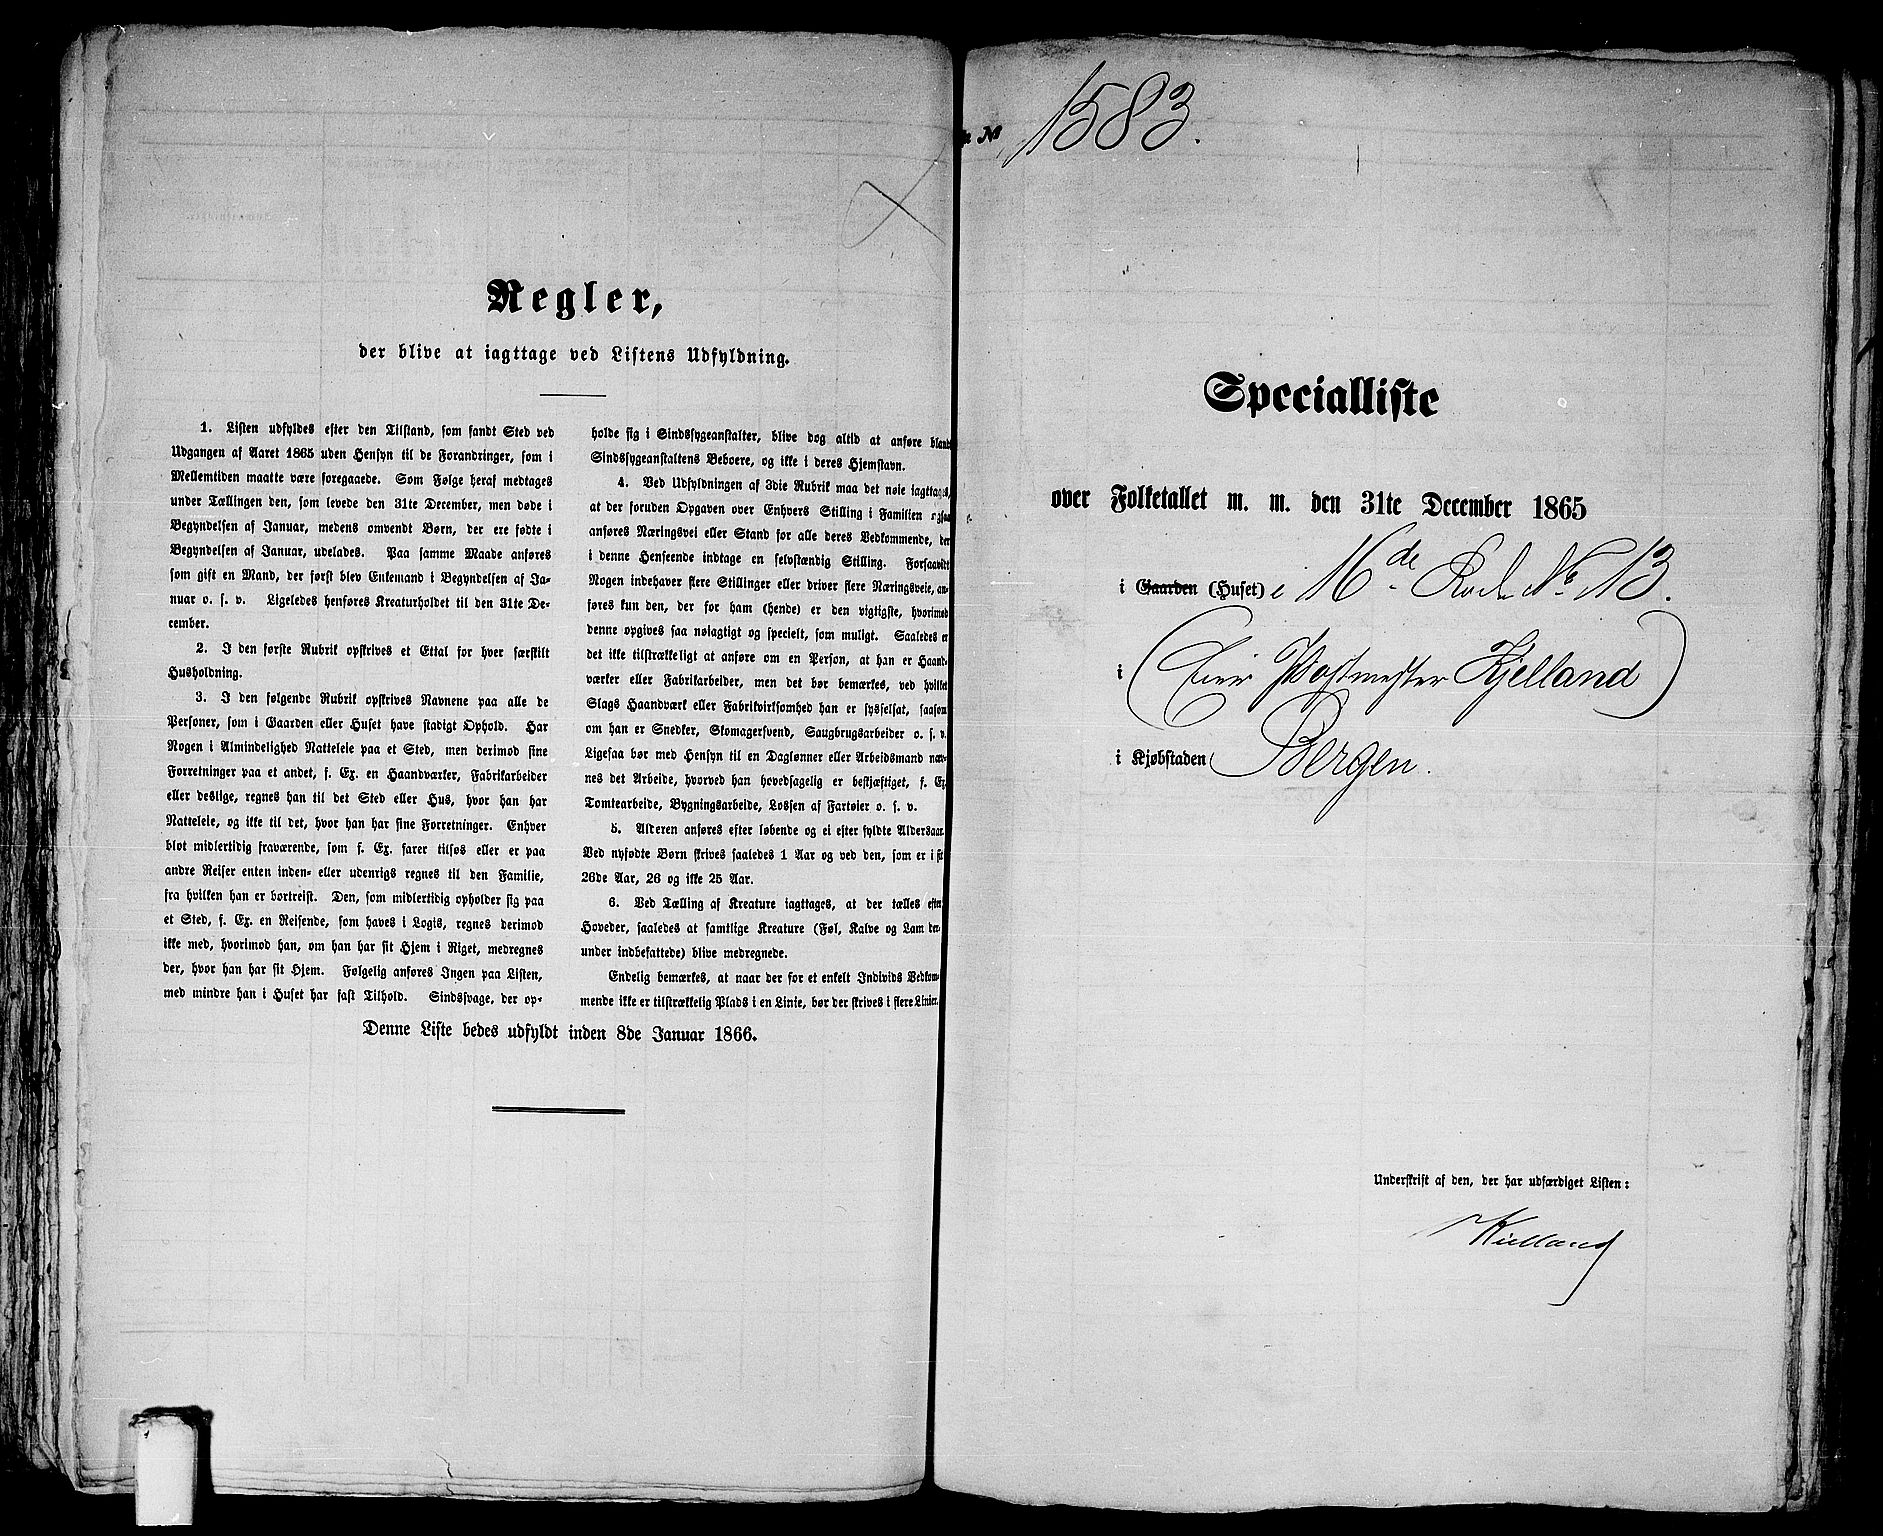 Regler,
der blive at iagttage ved Listens Udfyldning.
1. Listen udfyldes efter den Tilstand, som fandt Sted ved
Udgangen af Aaret 1865 uden Hensyn til de Forandringer, som i
Mellemtiden maatte være foregaaede. Som Følge heraf medtages
under Tællingen den, som levede den 31te December, men døde i
Begyndelsen af Januar, medens omvendt Børn, der ere fødte i
Begyndelsen af Januar, udelades. Paa samme Maade anføres
som gift en Mand, der først blev Enkemand i Begyndelsen af Ja-
nuar o. s. v. Ligeledes henføres Kreaturholdet til den 31te De-
cember.
2. I den første Rubrik opskrives et Ettal for hver særskilt
Husholdning.
3. I den følgende Rubrik opskrives Navnene paa alle de
Personer, som i Gaarden eller Huset have stadigt Ophold. Har
Nogen i Almindelighed Natteleie paa et Sted, men derimod sine
Forretninger paa et andet, f. Ex. en Haandværker, Fabrikarbeider
eller deslige, regnes han til det Sted eller Hus, hvor han har
Natteleie, og ikke til det, hvor han har sine Forretninger. Enhver
blot midlertidig fraværende, som f. Ex. farer tilsøs eller er paa
andre Reiser enten inden- eller udenrigs regnes til den Familie,
fra hvilken han er bortreist. Den, som midlertidig opholder sig paa
et Sted, f. Ex. en Reisende, som haves i Logis, regnes derimod
ikke med, hvorimod han, om han har sit Hjem i Riget, medregnes
der, hvor han har sit Hjem. Følgelig anføres Ingen paa Listen,
med mindre han i Huset har fast Tilhold. Sindssvage, der op-
holde sig i Sindssygeanstalter, blive dog altid at anføre blandt
Sindssygeanstaltens Beboere, og ikke i deres Hjemstavn.
4. Ved Udfyldningen af 3die Rubrik maa det nøie iagttages,
at der foruden Opgaven over Enhvers Stilling i Familien ogsaa
anføres Næringsvei eller Stand for alle deres Vedkommende, der
i denne Henseende indtage en selvstændig Stilling. Forsaavidt
Nogen indehaver flere Stillinger eller driver flere Næringsveie, an-
føres kun den, der for ham (hende) er den vigtigste, hvorimod
denne opgives saa nøiagtigt og specielt, som muligt. Saaledes er
det ikke tilstrækkeligt at anføre om en Person, at han er Haand-
værker eller Fabrikarbeider, men det bør bemærkes, ved hvilket
Slags Haandværk eller Fabrikvirksomhed han er sysselsat, saasom
om han er Snedker, Skomagersvend, Saugbrugsarbeider o. s. v.
Ligesaa bør med Hensyn til en Daglønner eller Arbeidsmand næv-
nes det Arbeide, hvorved han hovedsagelig er beskjæftiget, f. Ex.
Tomtearbeide, Bygningsarbeide, Lossen af Fartøier o. s. v.
5. Alderen anføres efter løbende og ei efter fyldte Aldersaar.
Ved nyfødte Børn skrives saaledes 1 Aar og ved den, som er i sit
26de Aar, 26 og ikke 25 Aar.
6. Ved Tælling af Kreature iagttages, at der tælles efter
Hoveder, saaledes at samtlige Kreature (Føl, Kalve og Lam der-
under indbefattede) blive medregnede.
Endelig bemærkes, at naar der for et enkelt Individs Vedkom-
mende ikke er tilstrækkelig Plads i en Linie, bør der skrives i flere Linier.
Denne Liste bedes udfyldt inden 8de Januar 1866.
No 1583.
Specialliste
over Folketallet m. m. den 31te December 1865
i Gaarden (Huset) i 16de Rode No 13.
i (Eier Postmester Kjelland)
i Kjøbstaden Bergen.
Underskrift af den, der har udfærdiget Listen:
Kielland